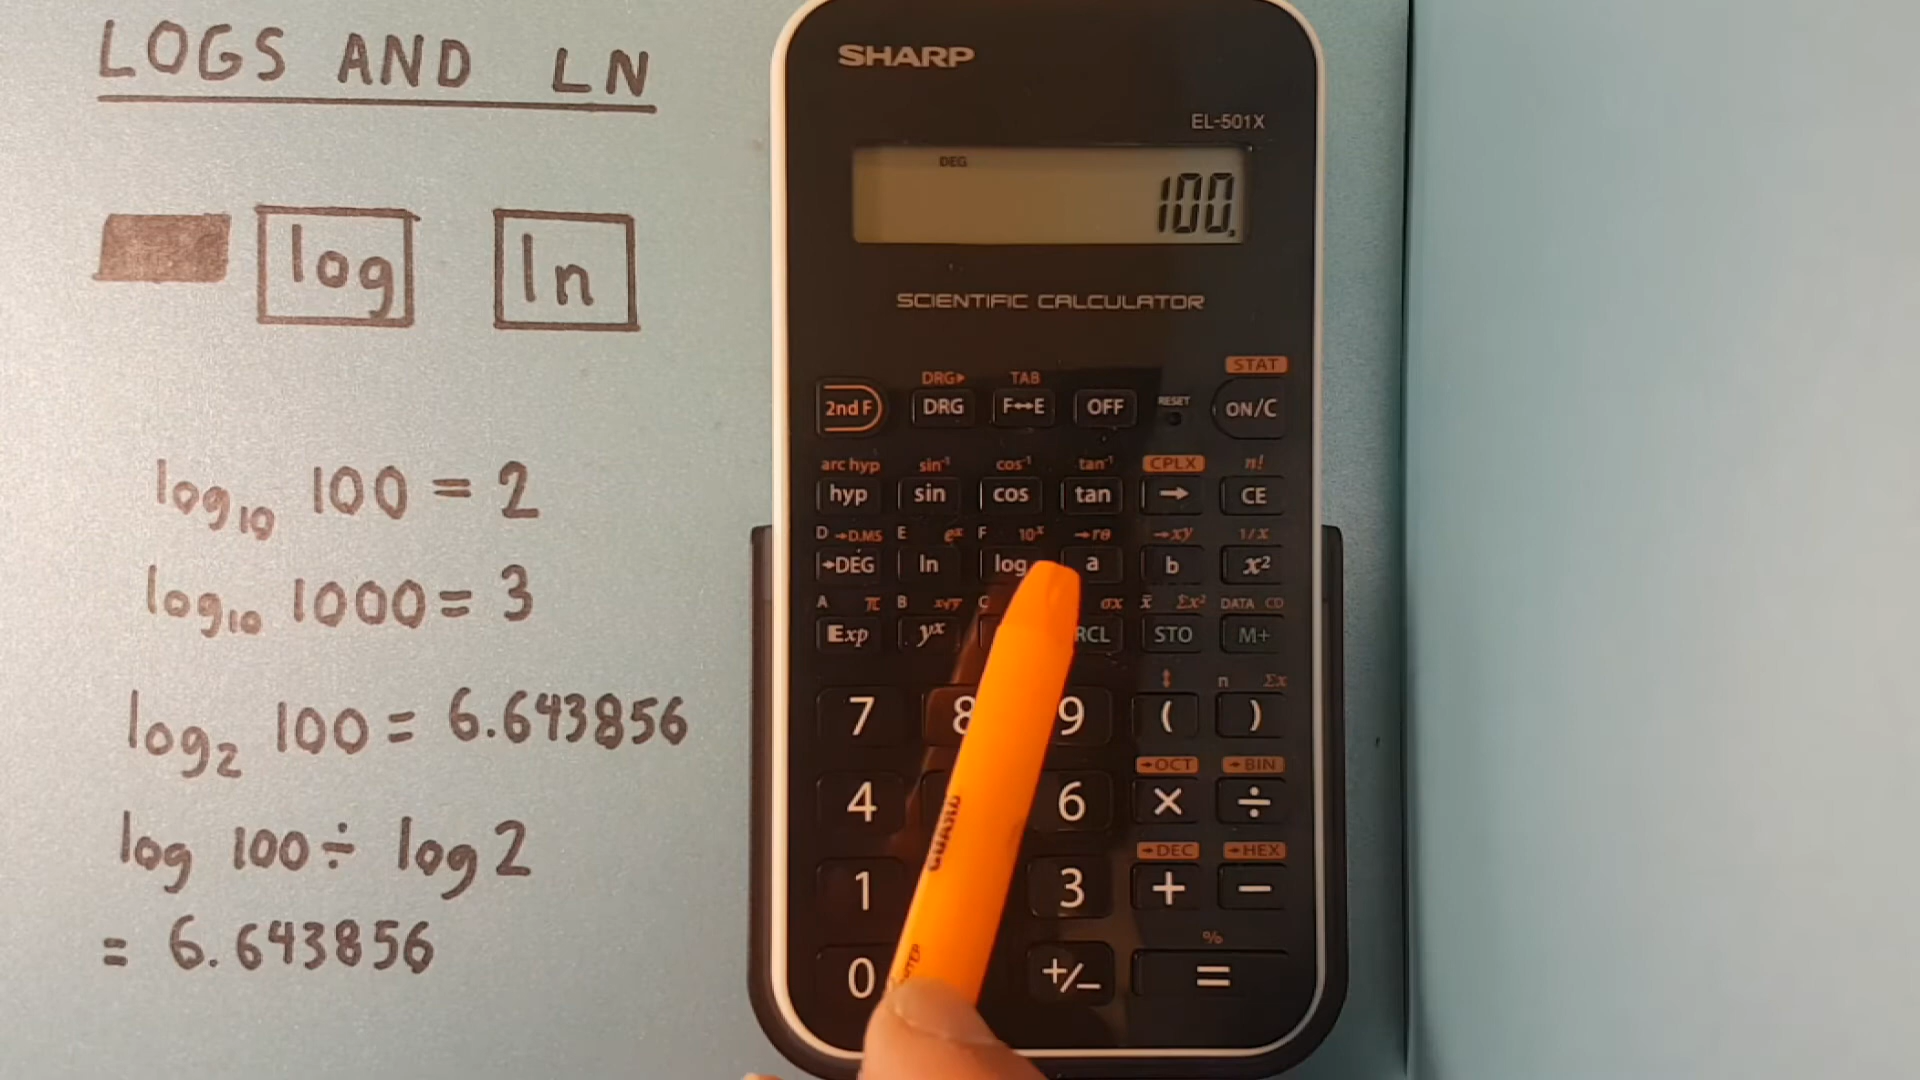 LOGS AND LN
log ln
log10 100 = 2
log10 1000 = 3
log2 100 = 6.643856
log 100 ÷ log 2
= 6.643856
SHARP
EL-501X
DEG
100.
SCIENTIFIC CALCULATOR
STAT
DRG▶ TAB
2nd F DRG F↔E OFF RESET ON/C
arc hyp sin⁻¹ cos⁻¹ tan⁻¹ CPLX n!
hyp sin cos tan → CE
D →D.MS E eˣ F 10ˣ →rθ →xy 1/x
↔DEG ln log a b x²
A π B ˣ√y C σx x̄ Σx² DATA CD
Exp yˣ RCL STO M+
↕ n Σx
7 8 9 ( )
→OCT →BIN
4 6 × ÷
→DEC →HEX
1 3 + −
%
0 +/− =